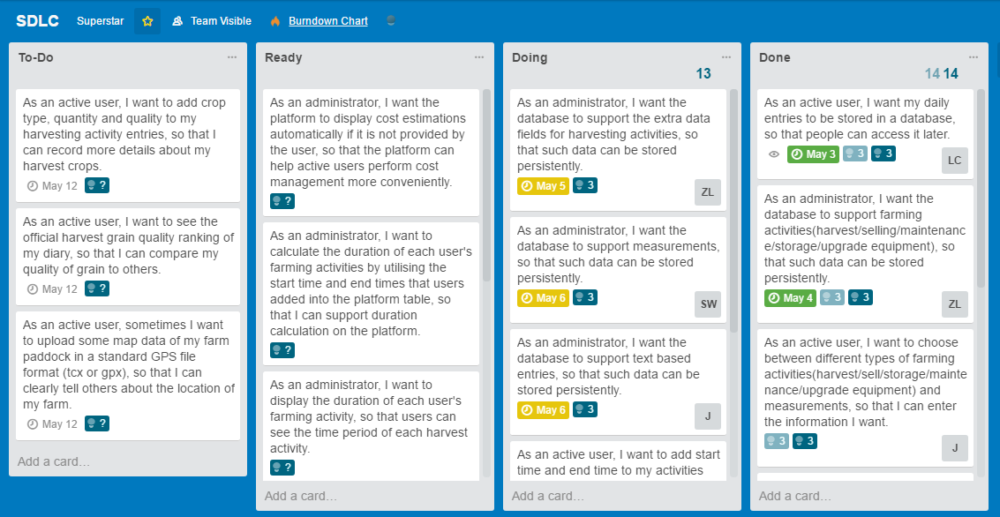 SDLC Superstar Team Visible Burndown Chart
To-Do
As an active user, I want to add crop
type, quantity and quality to my
harvesting activity entries, so that I
can record more details about my
harvest crops.
May 12 ?
As an active user, I want to see the
official harvest grain quality ranking of
my diary, so that I can compare my
quality of grain to others.
May 12 ?
As an active user, sometimes I want
to upload some map data of my farm
paddock in a standard GPS file
format (tcx or gpx), so that I can
clearly tell others about the location of
my farm.
May 12 ?
Add a card…
Ready
As an administrator, I want the
platform to display cost estimations
automatically if it is not provided by
the user, so that the platform can
help active users perform cost
management more conveniently.
?
As an administrator, I want to
calculate the duration of each user's
farming activities by utilising the
start time and end times that users
added into the platform table, so
that I can support duration
calculation on the platform.
?
As an administrator, I want to
display the duration of each user's
farming activity, so that users can
see the time period of each harvest
activity.
?
Add a card…
Doing
13
As an administrator, I want the
database to support the extra data
fields for harvesting activities, so
that such data can be stored
persistently.
May 5 3
ZL
As an administrator, I want the
database to support measurements,
so that such data can be stored
persistently.
May 6 3
SW
As an administrator, I want the
database to support text based
entries, so that such data can be
stored persistently.
May 6 3
J
As an active user, I want to add start
time and end time to my activities
Add a card…
Done
14 14
As an active user, I want my daily
entries to be stored in a database,
so that people can access it later.
May 3 3 3
LC
As an administrator, I want the
database to support farming
activities(harvest/selling/maintenanc
e/storage/upgrade equipment), so
that such data can be stored
persistently.
May 4 3 3
ZL
As an active user, I want to choose
between different types of farming
activities(harvest/sell/storage/mainte
nance/upgrade equipment) and
measurements, so that I can enter
the information I want.
3 3
J
Add a card…